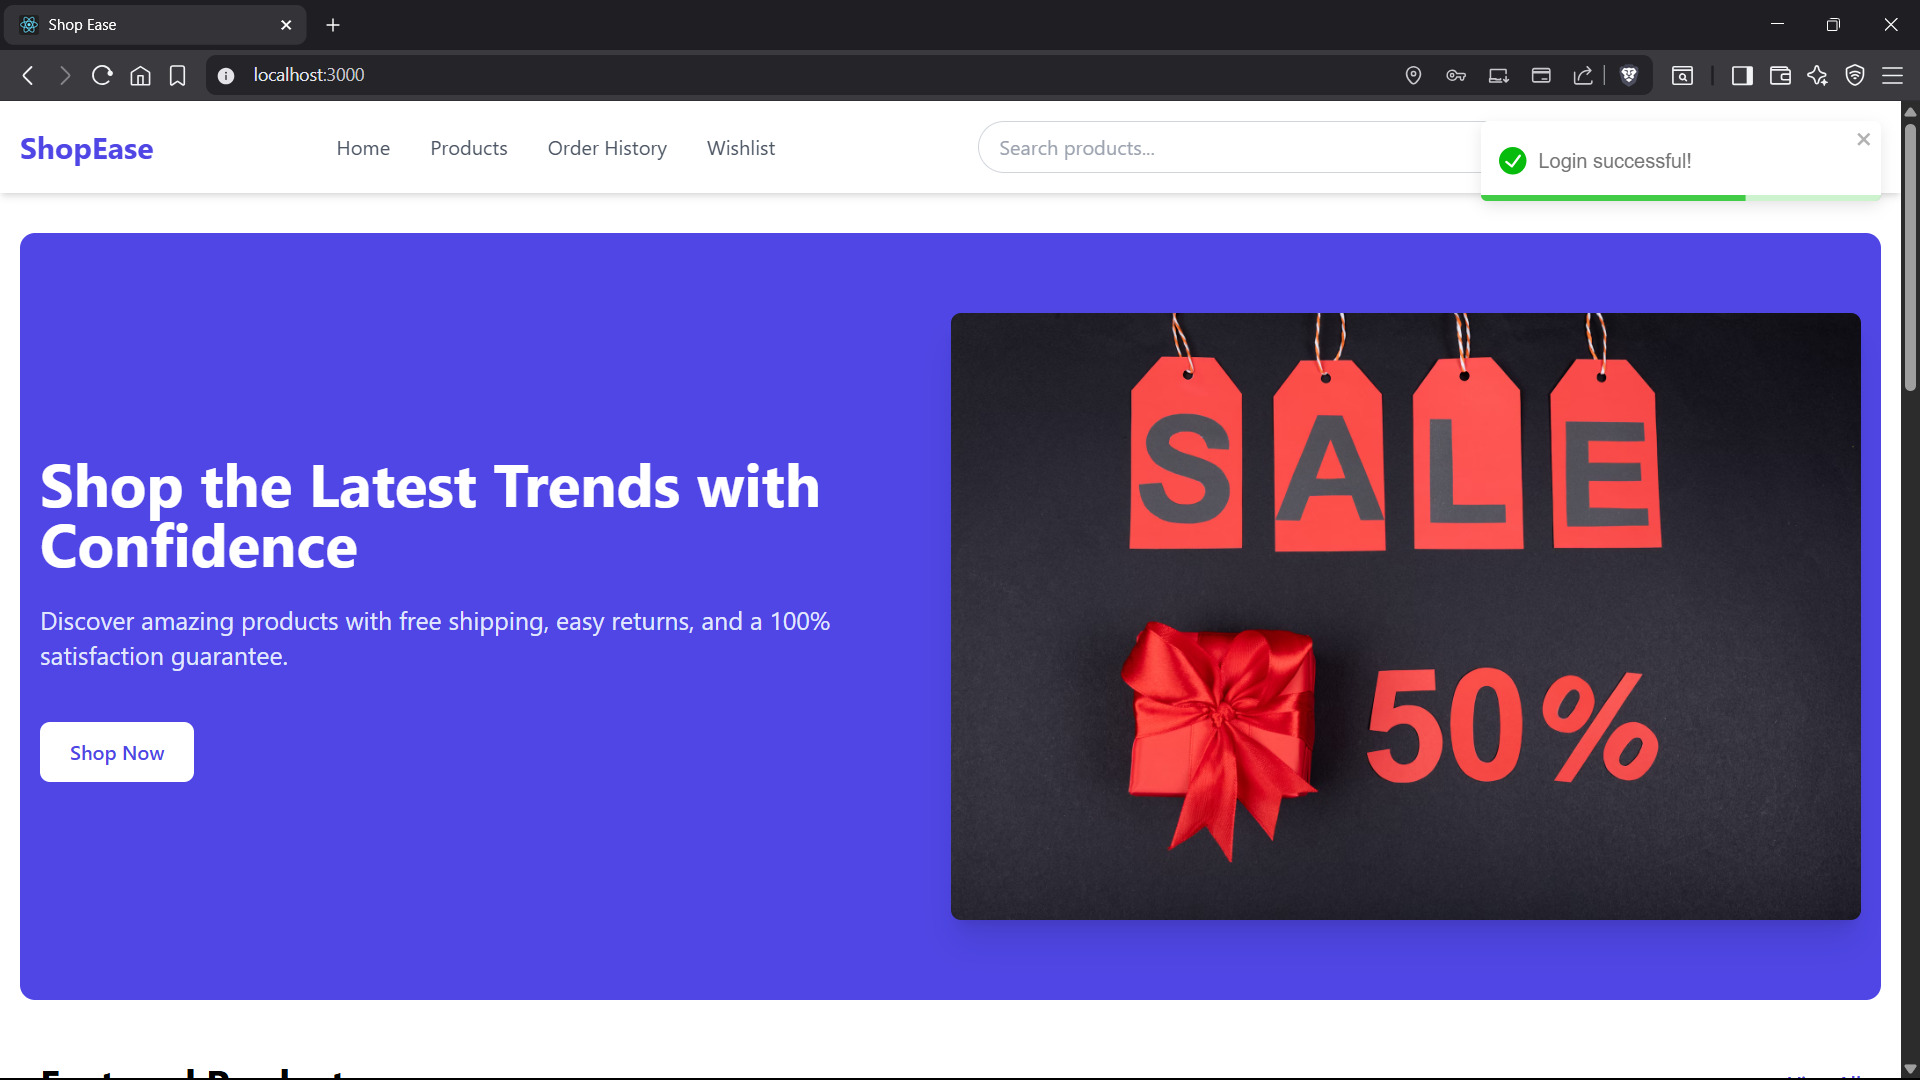 Shop Ease
localhost:3000
ShopEase
Home
Products
Order History
Wishlist
Search products...
Login successful!
Shop the Latest Trends with
Confidence
Discover amazing products with free shipping, easy returns, and a 100%
satisfaction guarantee.
Shop Now
SALE
50%